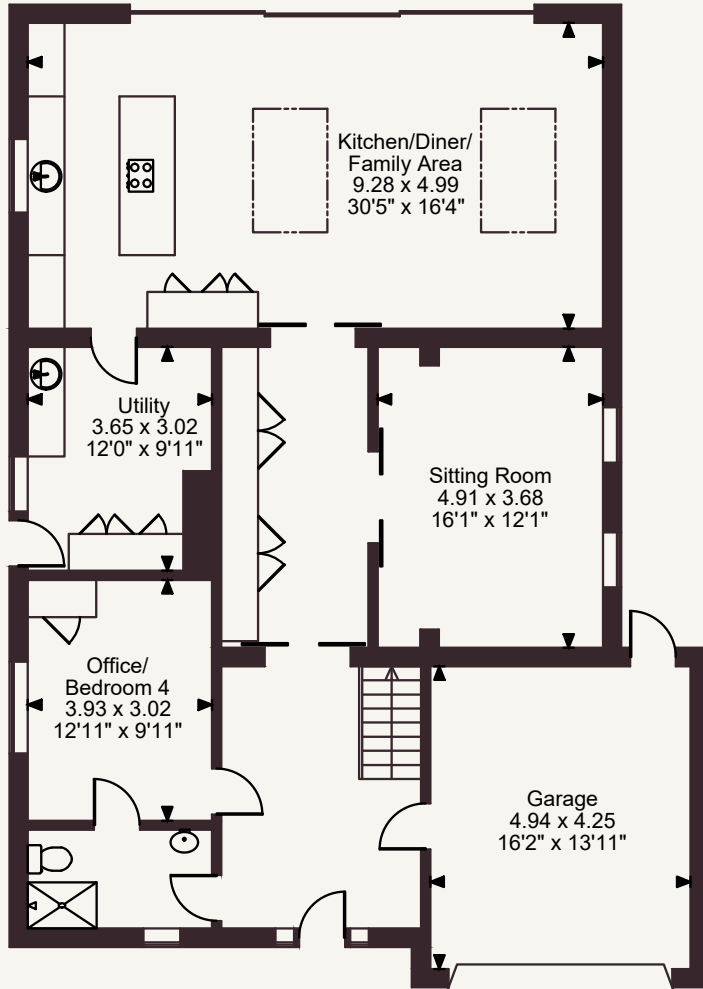 Kitchen/Diner/
Family Area
9.28 x 4.99
30'5" x 16'4"
Utility
3.65 x 3.02
12'0" x 9'11"
Sitting Room
4.91 x 3.68
16'1" x 12'1"
Office/
Bedroom 4
3.93 x 3.02
12'11" x 9'11"
Garage
4.94 x 4.25
16'2" x 13'11"